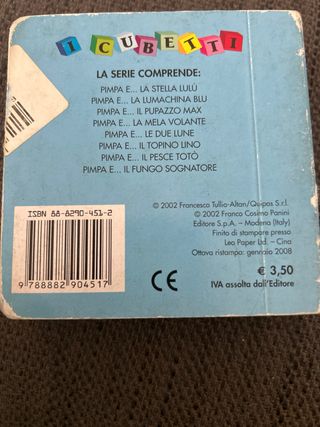 I CUBETTI
LA SERIE COMPRENDE:
PIMPA E... LA STELLA LULÙ
PIMPA E... LA LUMACHINA BLU
PIMPA E... IL PUPAZZO MAX
PIMPA E... LA MELA VOLANTE
PIMPA E... LE DUE LUNE
PIMPA E... IL TOPINO LINO
PIMPA E... IL PESCE TOTÒ
PIMPA E... IL FUNGO SOGNATORE
© 2002 Francesco Tullio-Altan/Quipos S.r.l.
© 2002 Franco Cosimo Panini
Editore S.p.A. – Modena (Italy)
Finito di stampare presso
Leo Paper Ltd. – Cina
Ottava ristampa: gennaio 2008
ISBN 88-8290-451-2
9 788882 904517
CE
€ 3,50
IVA assolta dall'Editore